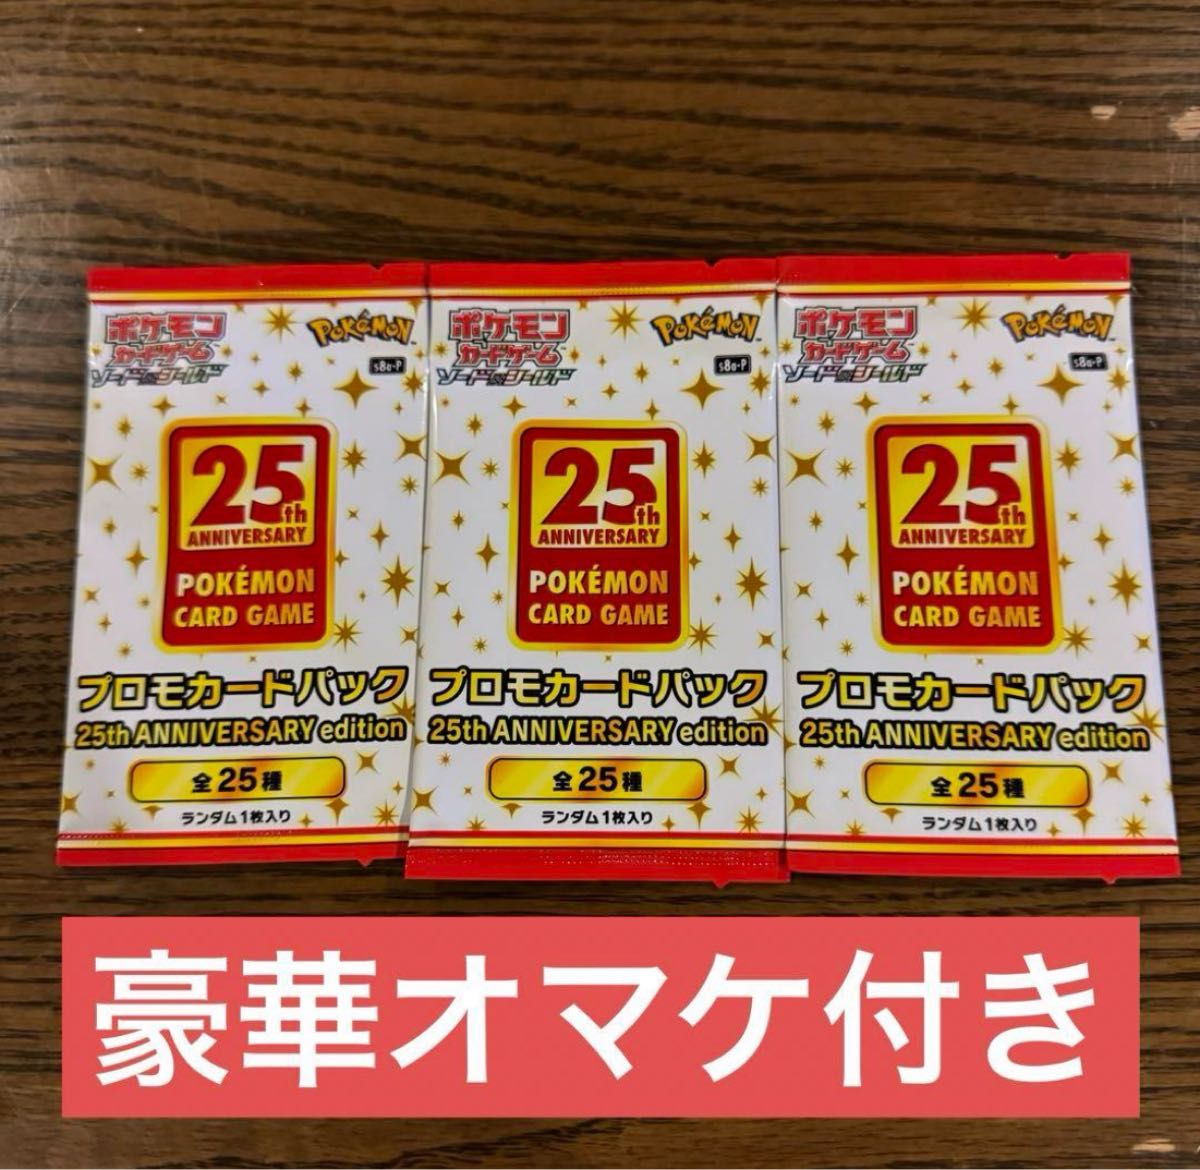 ポケモン
カードゲーム
ソード&シールド
Pokémon
s8a-P
25th
ANNIVERSARY
POKÉMON
CARD GAME
プロモカードパック
25th ANNIVERSARY edition
全25種
ランダム1枚入り
ポケモン
カードゲーム
ソード&シールド
Pokémon
s8a-P
25th
ANNIVERSARY
POKÉMON
CARD GAME
プロモカードパック
25th ANNIVERSARY edition
全25種
ランダム1枚入り
ポケモン
カードゲーム
ソード&シールド
Pokémon
s8a-P
25th
ANNIVERSARY
POKÉMON
CARD GAME
プロモカードパック
25th ANNIVERSARY edition
全25種
ランダム1枚入り
豪華オマケ付き